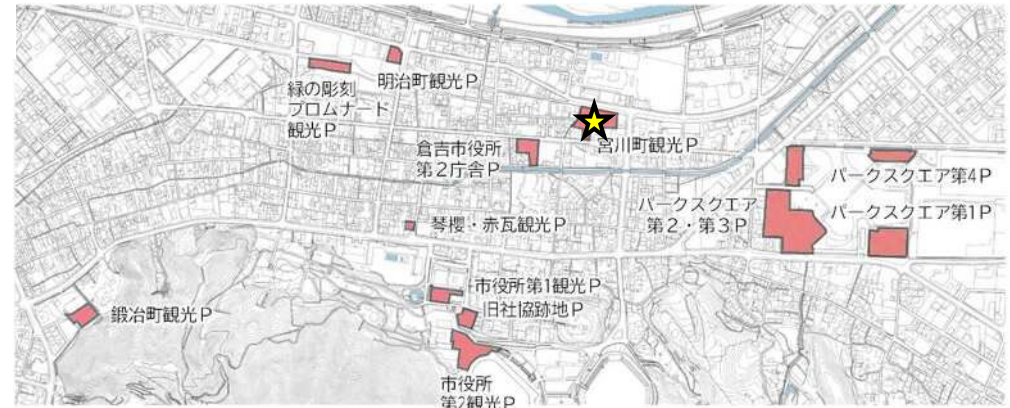 明治町観光P
緑の彫刻
プロムナード
観光P
宮川町観光P
倉吉市役所
第2庁舎P
パークスクエア第4P
パークスクエア
第2・第3P
パークスクエア第1P
琴櫻・赤瓦観光P
市役所第1観光P
旧社協跡地P
鍛冶町観光P
市役所
第2観光P